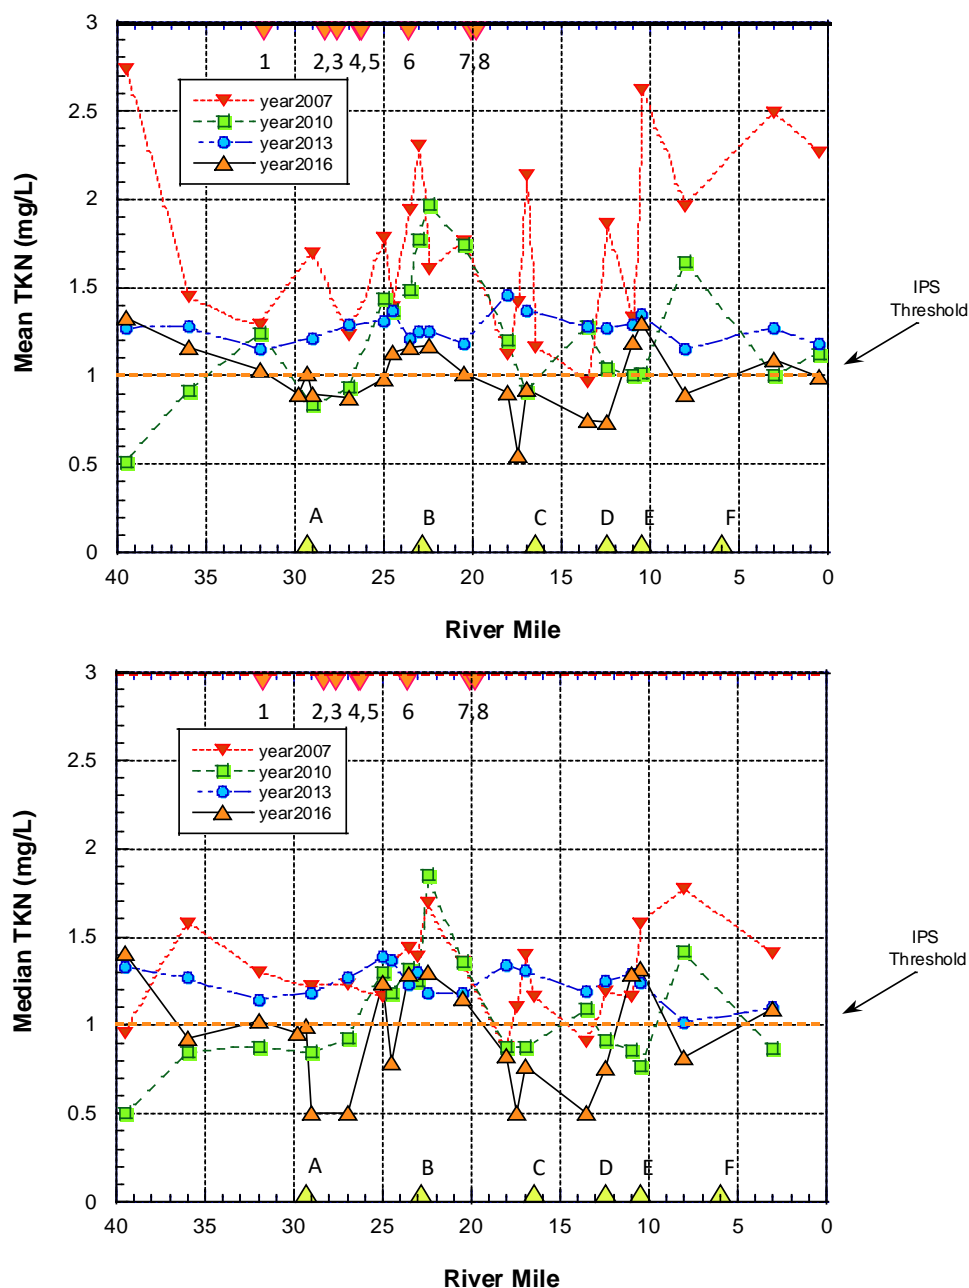 3
1
2,3
4,5
6
7,8
year2007
year2010
year2013
year2016
2.5
2
1.5
1
0.5
0
Mean TKN (mg/L)
IPS
Threshold
A
B
C
D
E
F
40
35
30
25
20
15
10
5
0
River Mile
3
1
2,3
4,5
6
7,8
year2007
year2010
year2013
year2016
2.5
2
1.5
1
0.5
0
Median TKN (mg/L)
IPS
Threshold
A
B
C
D
E
F
40
35
30
25
20
15
10
5
0
River Mile